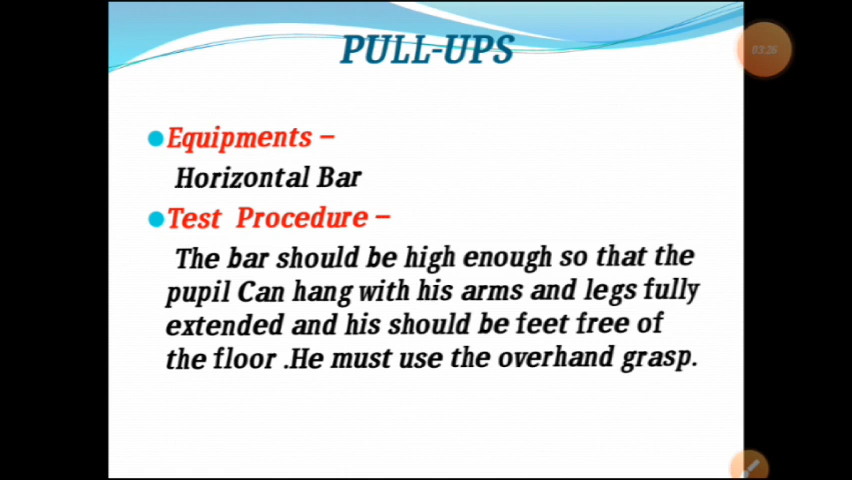 PULL-UPS
03:26
Equipments –
Horizontal Bar
Test Procedure –
The bar should be high enough so that the
pupil Can hang with his arms and legs fully
extended and his should be feet free of
the floor .He must use the overhand grasp.